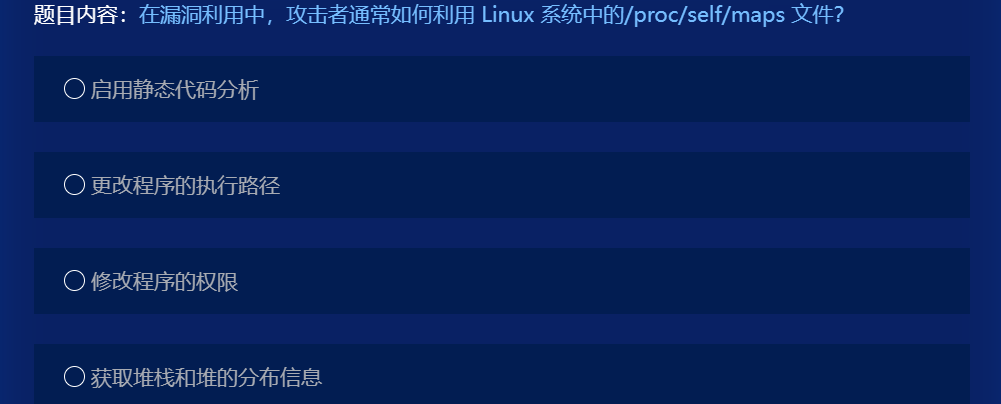 题目内容：在漏洞利用中，攻击者通常如何利用 Linux 系统中的/proc/self/maps 文件？
启用静态代码分析
更改程序的执行路径
修改程序的权限
获取堆栈和堆的分布信息